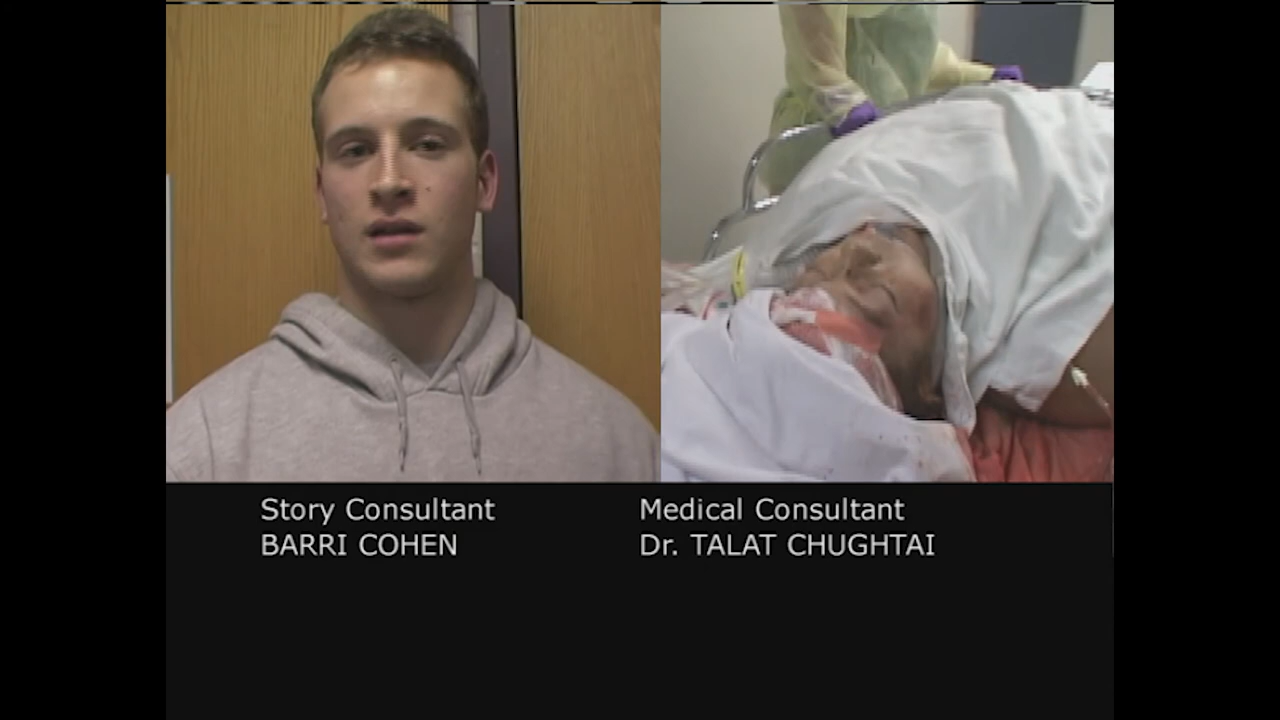 Story Consultant
BARRI COHEN
Medical Consultant
Dr. TALAT CHUGHTAI